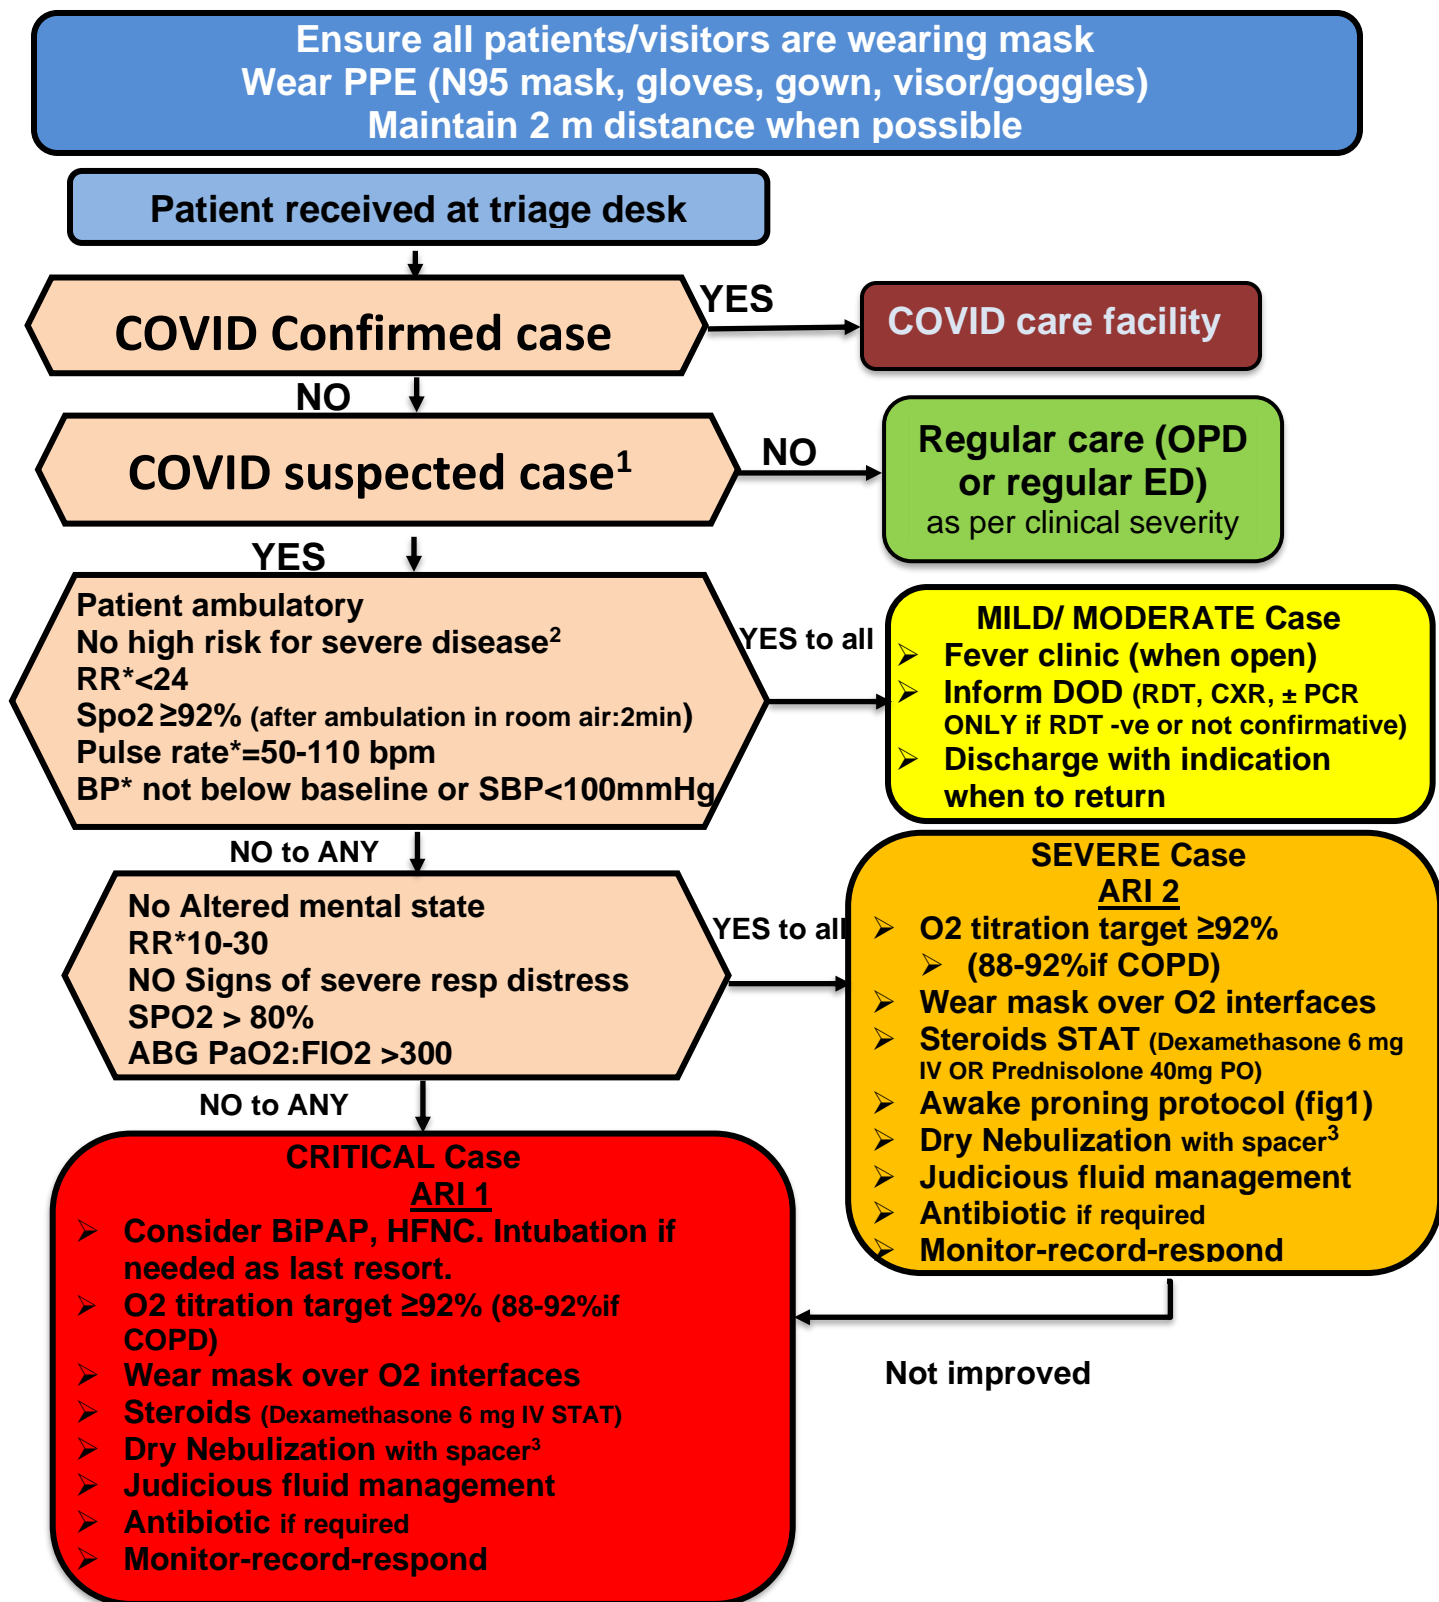 Ensure all patients/visitors are wearing mask
Wear PPE (N95 mask, gloves, gown, visor/goggles)
Maintain 2 m distance when possible
Patient received at triage desk
COVID Confirmed case
YES
COVID care facility
NO
COVID suspected case¹
NO
Regular care (OPD
or regular ED)
as per clinical severity
YES
Patient ambulatory
No high risk for severe disease²
RR*<24
Spo2 ≥92% (after ambulation in room air:2min)
Pulse rate*=50-110 bpm
BP* not below baseline or SBP<100mmHg
YES to all
MILD/ MODERATE Case
➢ Fever clinic (when open)
➢ Inform DOD (RDT, CXR, ± PCR
ONLY if RDT -ve or not confirmative)
➢ Discharge with indication
when to return
NO to ANY
No Altered mental state
RR*10-30
NO Signs of severe resp distress
SPO2 > 80%
ABG PaO2:FIO2 >300
YES to all
SEVERE Case
ARI 2
➢ O2 titration target ≥92%
➢ (88-92%if COPD)
➢ Wear mask over O2 interfaces
➢ Steroids STAT (Dexamethasone 6 mg
IV OR Prednisolone 40mg PO)
➢ Awake proning protocol (fig1)
➢ Dry Nebulization with spacer³
➢ Judicious fluid management
➢ Antibiotic if required
➢ Monitor-record-respond
NO to ANY
CRITICAL Case
ARI 1
➢ Consider BiPAP, HFNC. Intubation if
needed as last resort.
➢ O2 titration target ≥92% (88-92%if
COPD)
➢ Wear mask over O2 interfaces
➢ Steroids (Dexamethasone 6 mg IV STAT)
➢ Dry Nebulization with spacer³
➢ Judicious fluid management
➢ Antibiotic if required
➢ Monitor-record-respond
Not improved